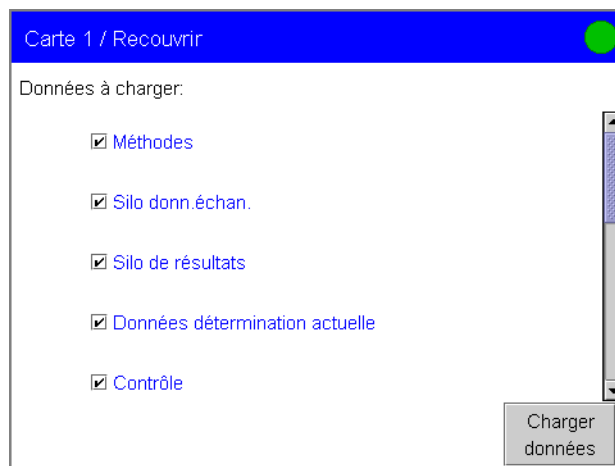 Carte 1 / Recouvrir
Données à charger:
Méthodes
Silo donn.échan.
Silo de résultats
Données détermination actuelle
Contrôle
Charger
données